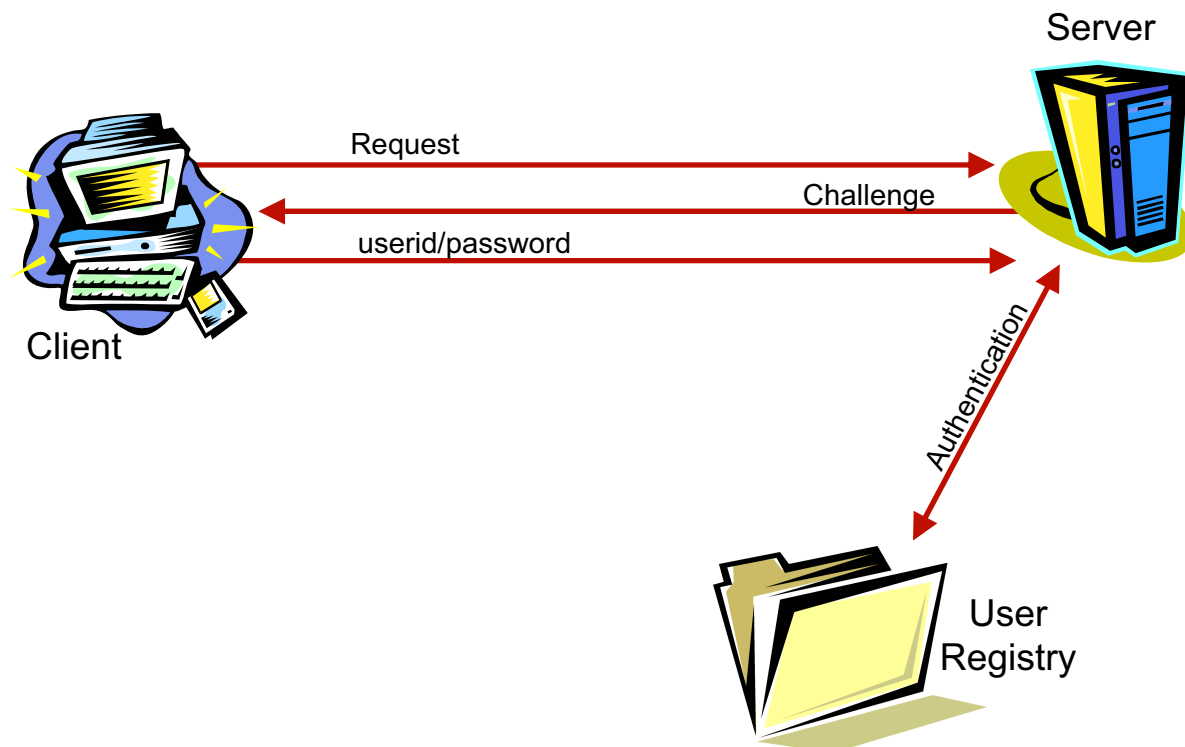 Server
Request
Challenge
userid/password
Client
Authentication
User
Registry